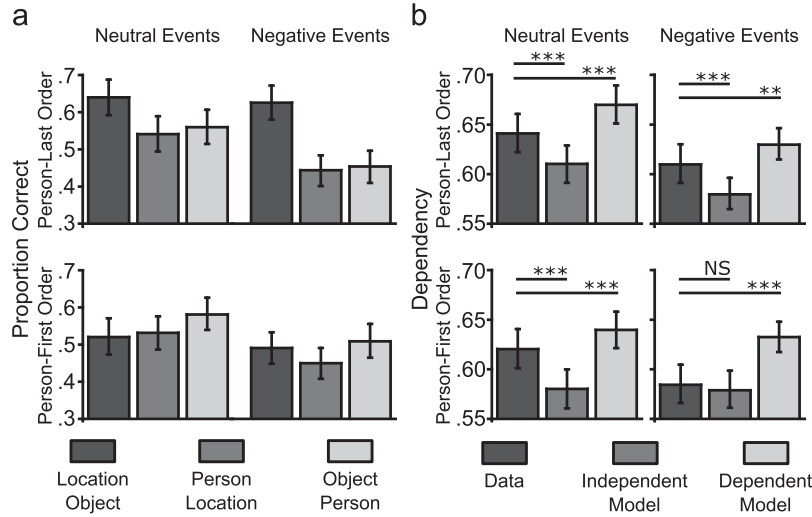 a
Neutral Events
Negative Events
Proportion Correct
Person-Last Order
.7
.6
.5
.4
.3
Person-First Order
.7
.6
.5
.4
.3
Location
Object
Person
Location
Object
Person
b
Neutral Events
Negative Events
Dependency
Person-Last Order
.70
.65
.60
.55
***
***
***
**
Person-First Order
.70
.65
.60
.55
***
***
NS
***
Data
Independent
Model
Dependent
Model